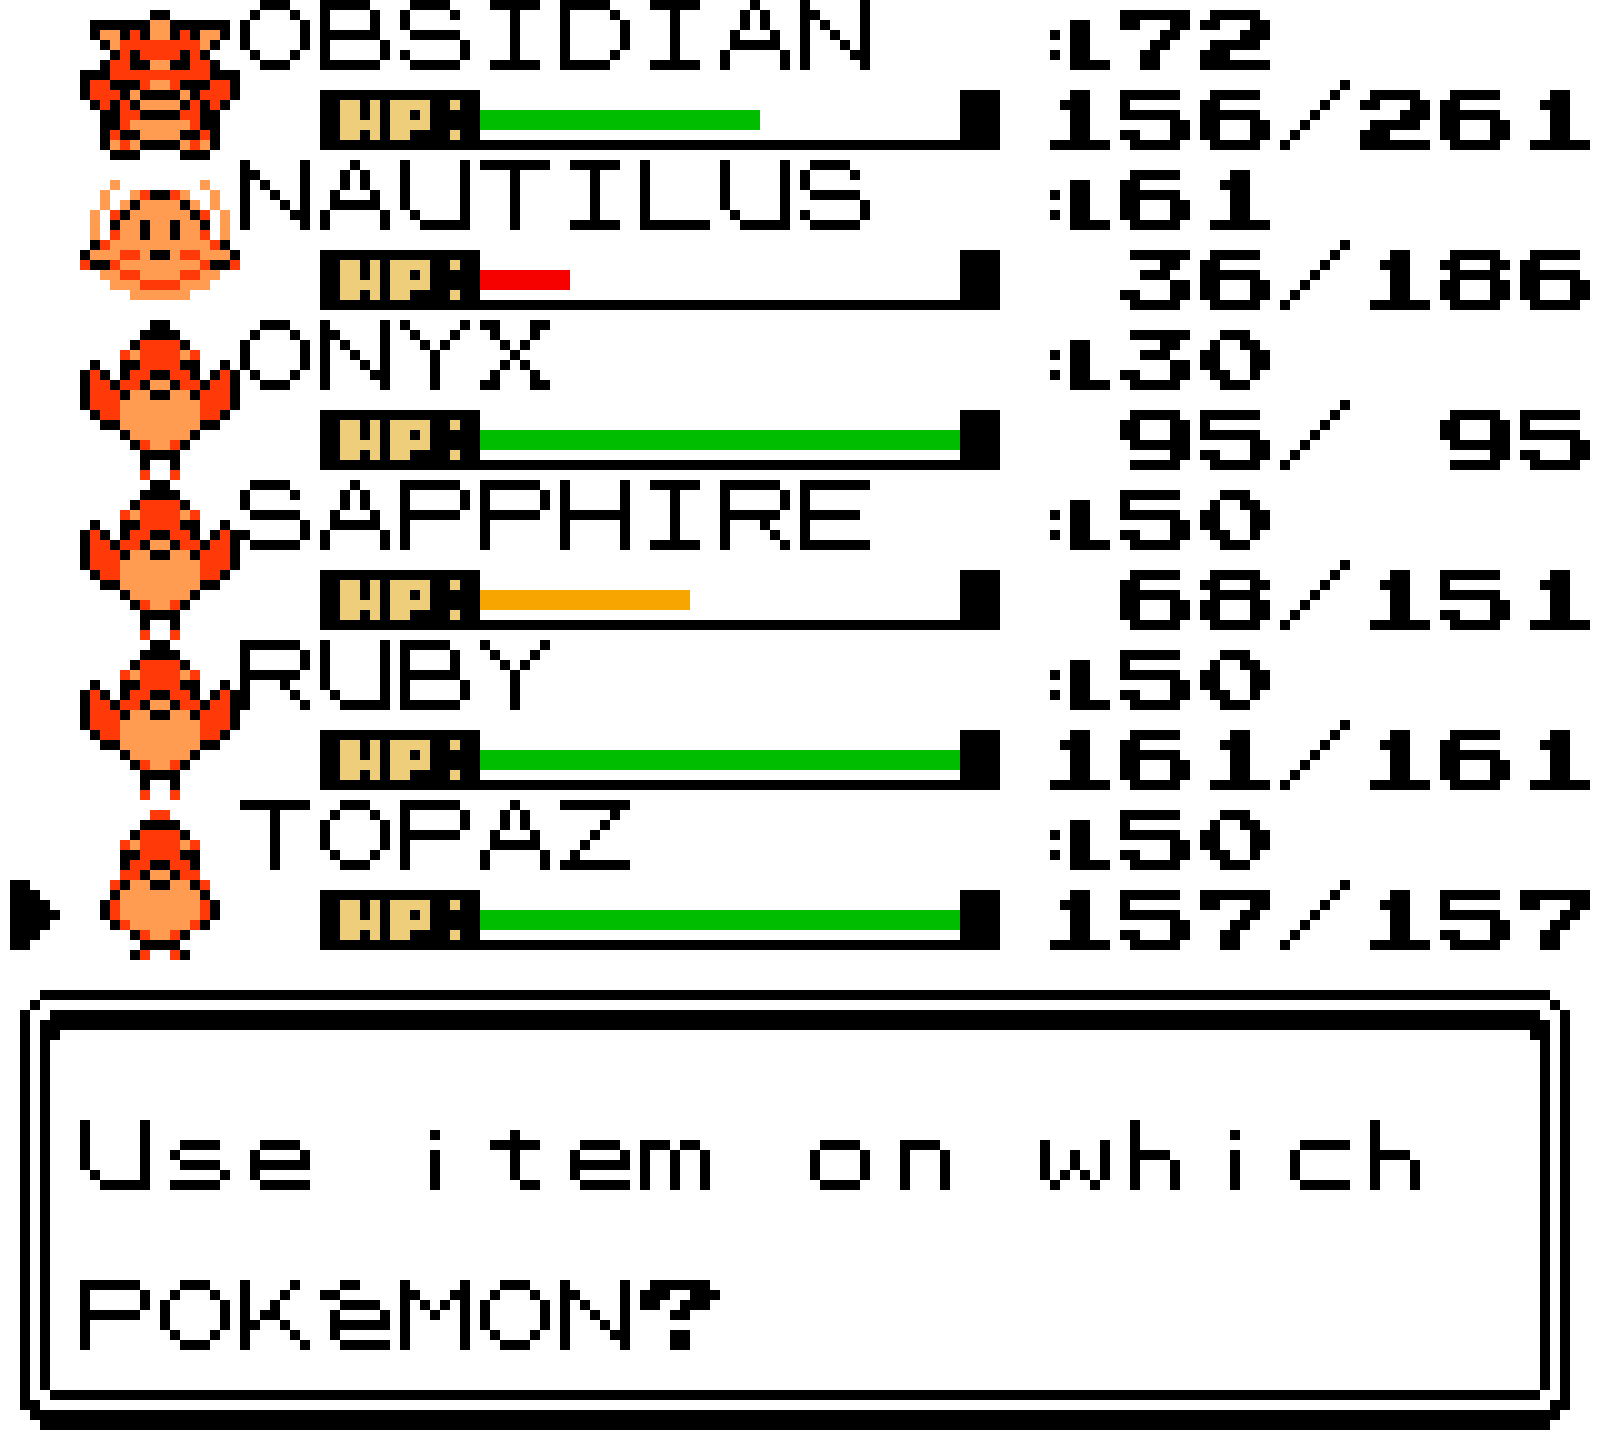 OBSIDIAN :L72
HP: 156/261
NAUTILUS :L61
HP: 36/186
ONYX :L30
HP: 95/ 95
SAPPHIRE :L50
HP: 68/151
RUBY :L50
HP: 161/161
TOPAZ :L50
HP: 157/157
Use item on which
POKéMON?